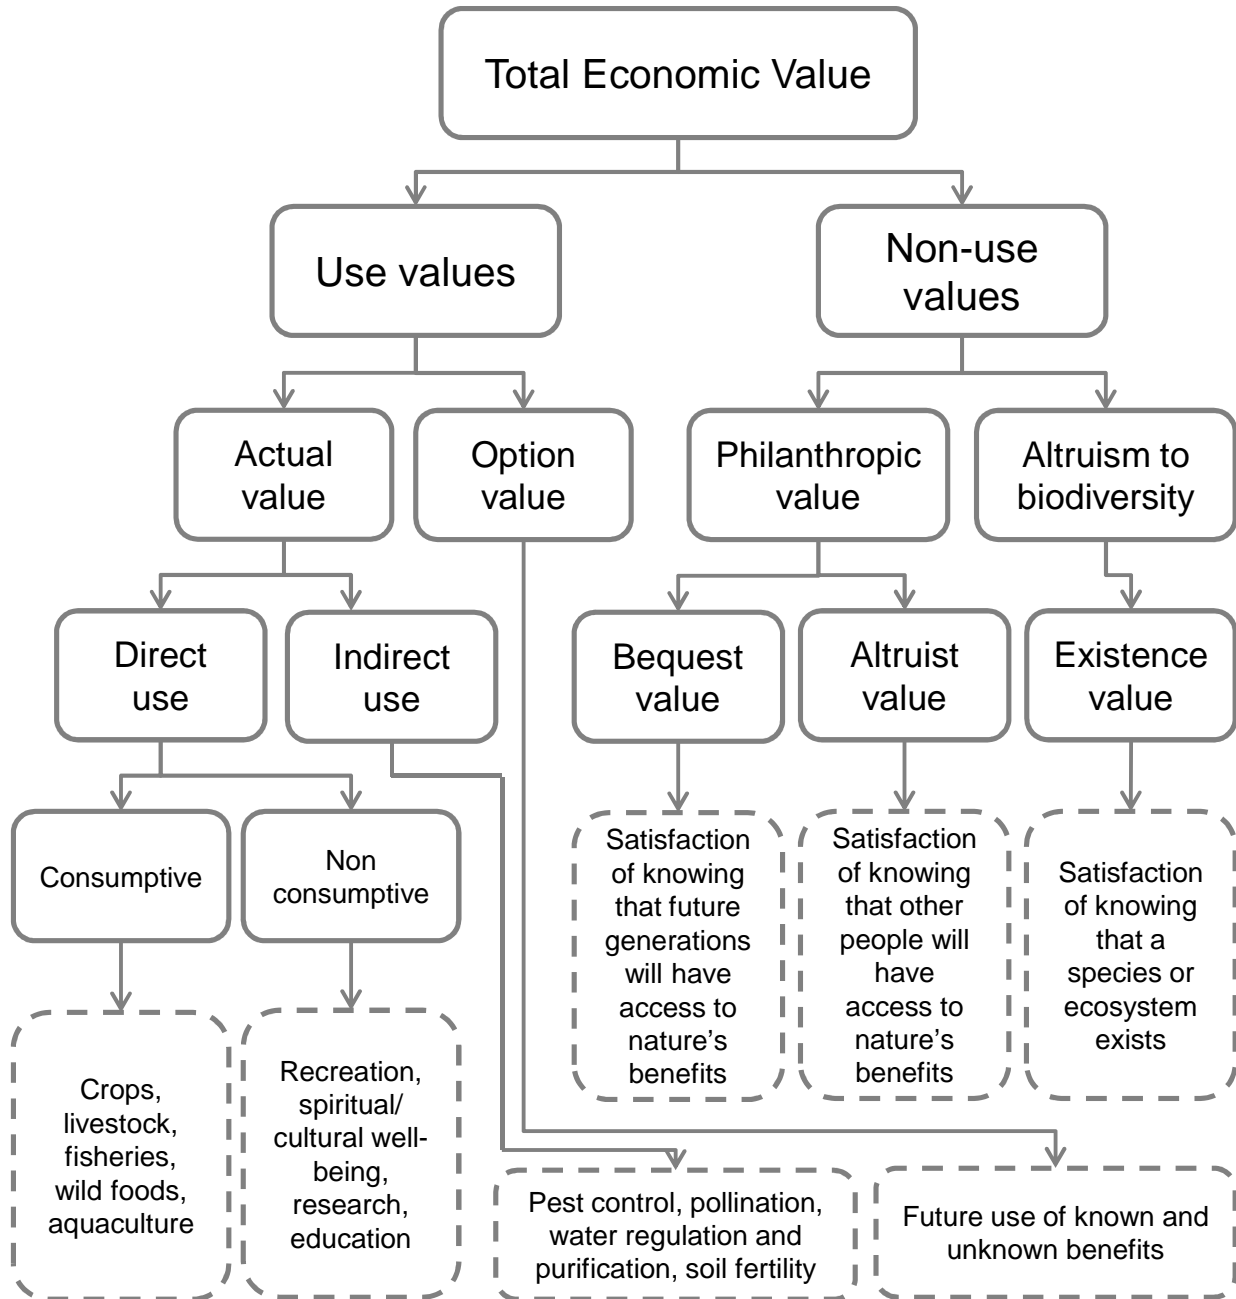 Total Economic Value
Use values
Non-use
values
Actual
value
Option
value
Philanthropic
value
Altruism to
biodiversity
Direct
use
Indirect
use
Bequest
value
Altruist
value
Existence
value
Consumptive
Non
consumptive
Satisfaction
of knowing
that future
generations
will have
access to
nature’s
benefits
Satisfaction
of knowing
that other
people will
have
access to
nature’s
benefits
Satisfaction
of knowing
that a
species or
ecosystem
exists
Crops,
livestock,
fisheries,
wild foods,
aquaculture
Recreation,
spiritual/
cultural well-
being,
research,
education
Pest control, pollination,
water regulation and
purification, soil fertility
Future use of known and
unknown benefits